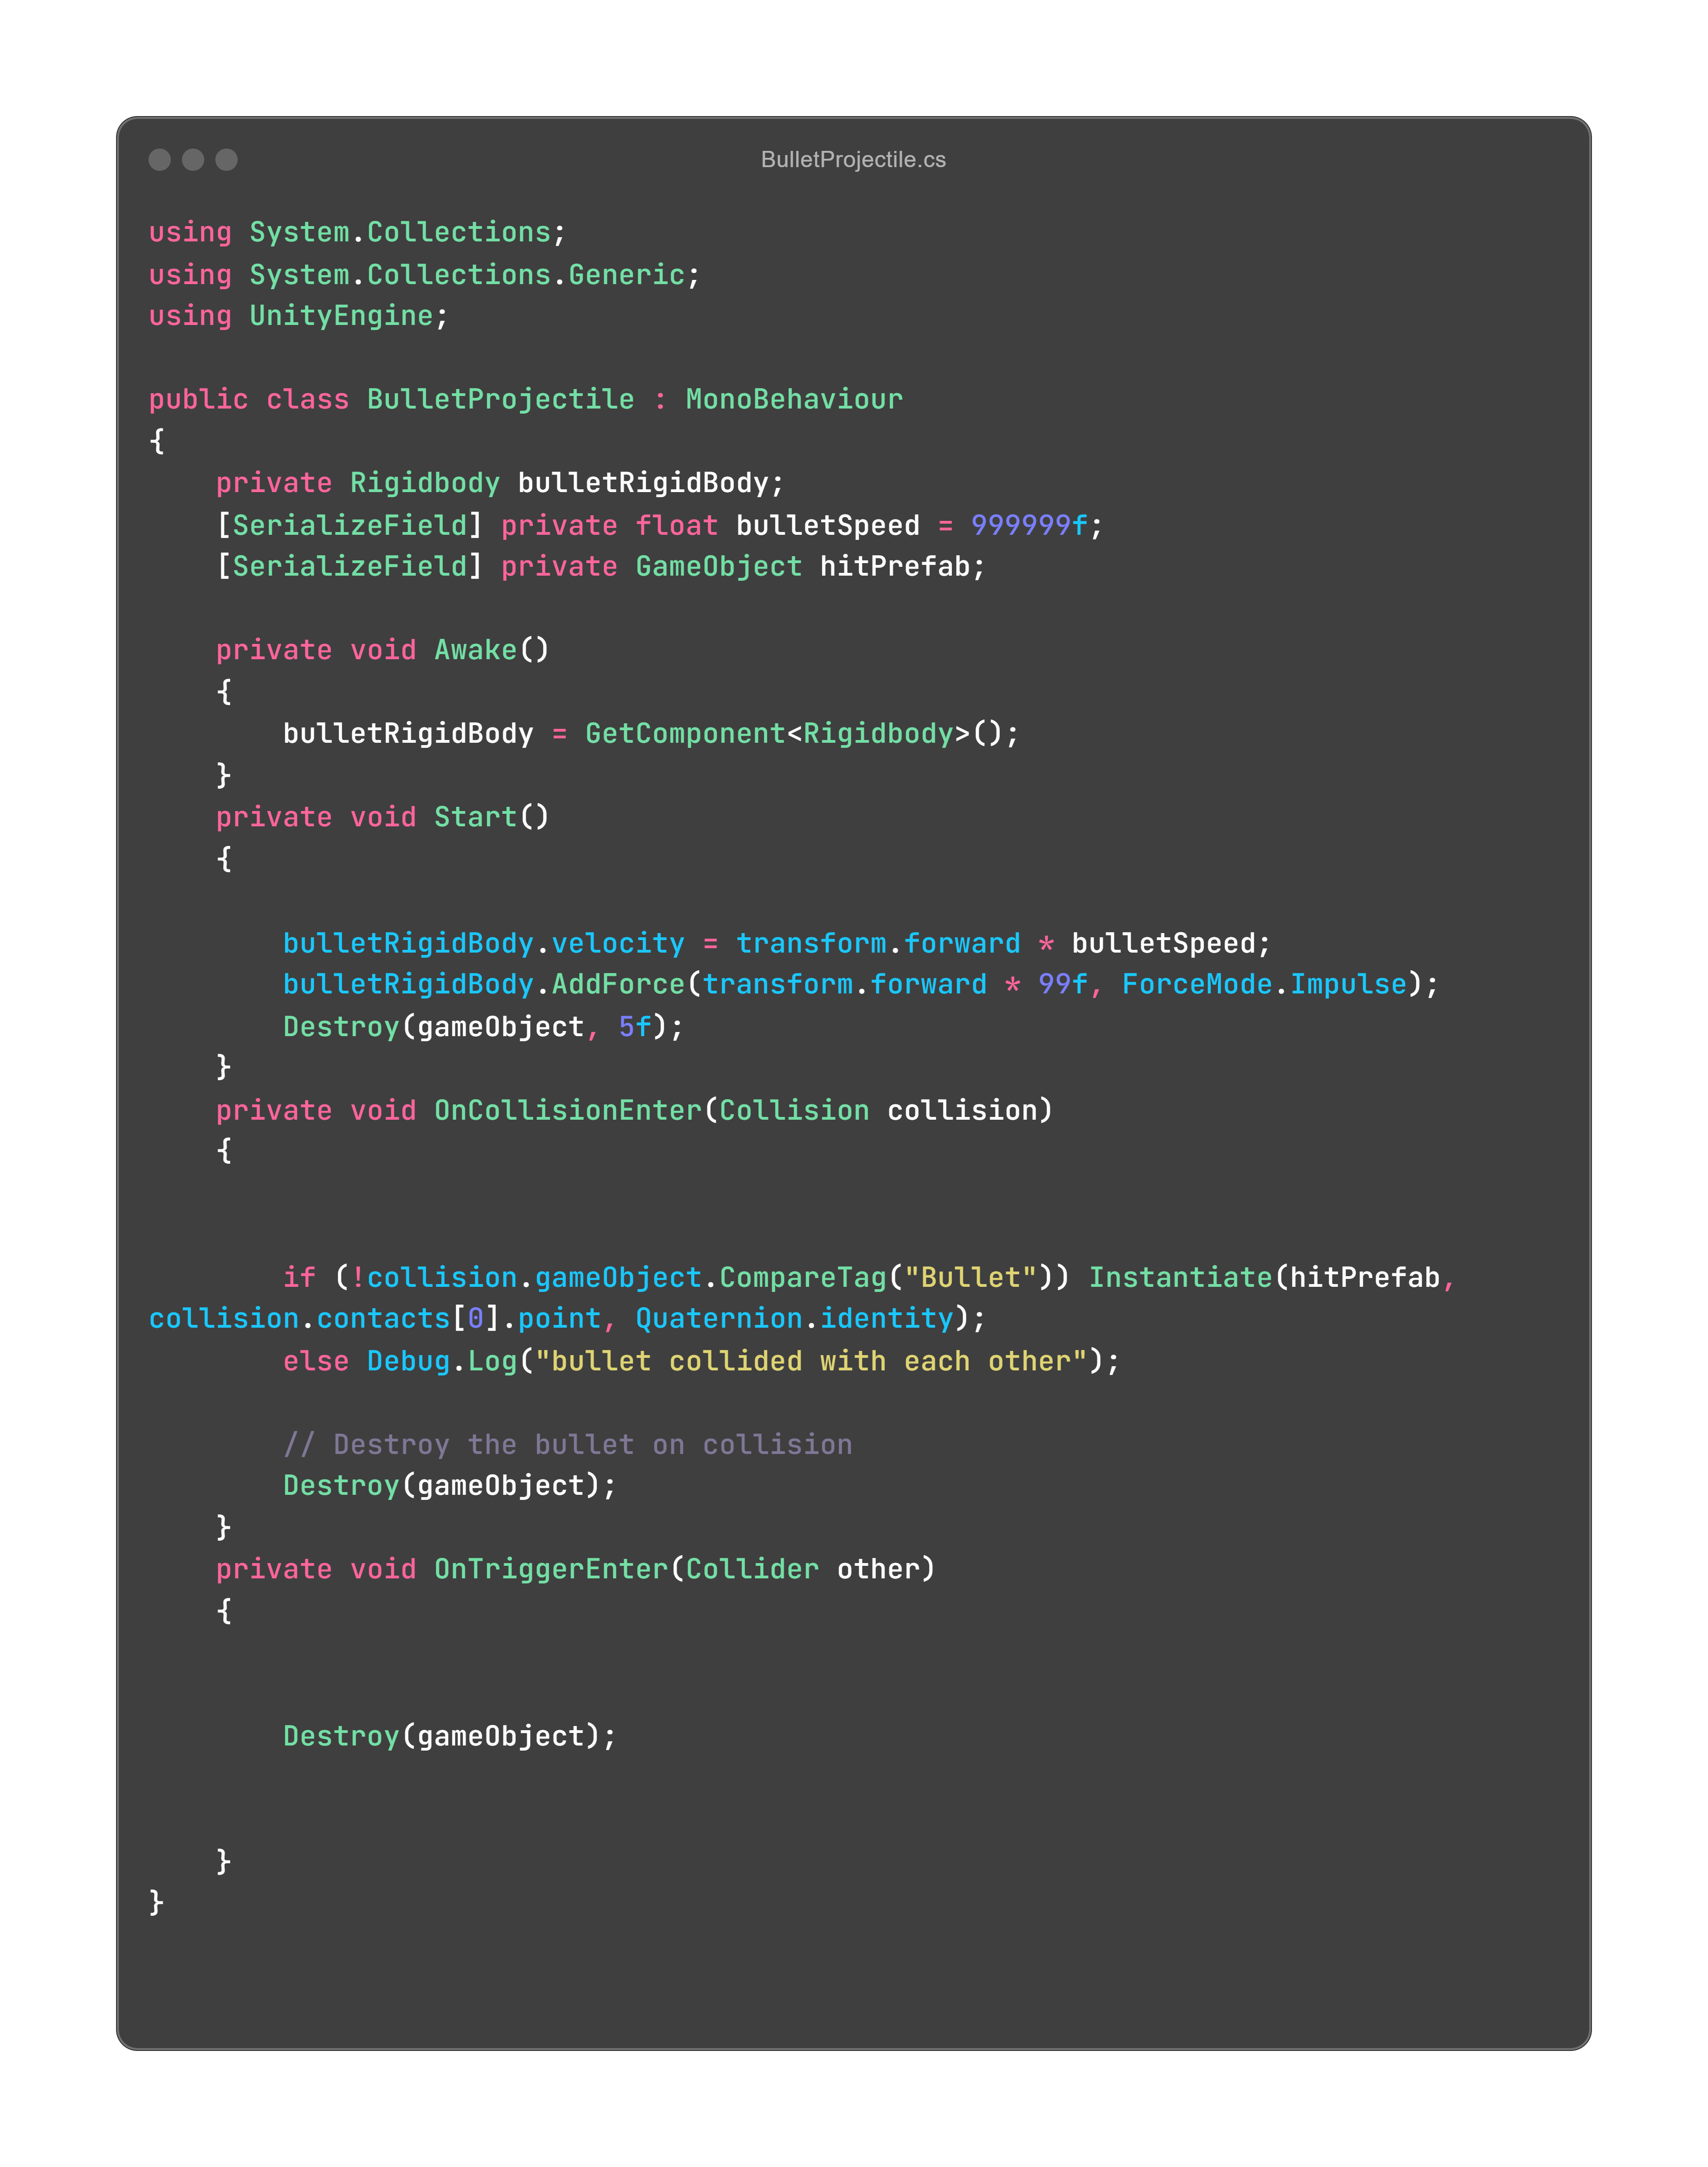 BulletProjectile.cs
using System.Collections;
using System.Collections.Generic;
using UnityEngine;
public class BulletProjectile : MonoBehaviour
{
    private Rigidbody bulletRigidBody;
    [SerializeField] private float bulletSpeed = 999999f;
    [SerializeField] private GameObject hitPrefab;
    private void Awake()
    {
        bulletRigidBody = GetComponent<Rigidbody>();
    }
    private void Start()
    {
        bulletRigidBody.velocity = transform.forward * bulletSpeed;
        bulletRigidBody.AddForce(transform.forward * 99f, ForceMode.Impulse);
        Destroy(gameObject, 5f);
    }
    private void OnCollisionEnter(Collision collision)
    {
        if (!collision.gameObject.CompareTag("Bullet")) Instantiate(hitPrefab,
collision.contacts[0].point, Quaternion.identity);
        else Debug.Log("bullet collided with each other");
        // Destroy the bullet on collision
        Destroy(gameObject);
    }
    private void OnTriggerEnter(Collider other)
    {
        Destroy(gameObject);
    }
}